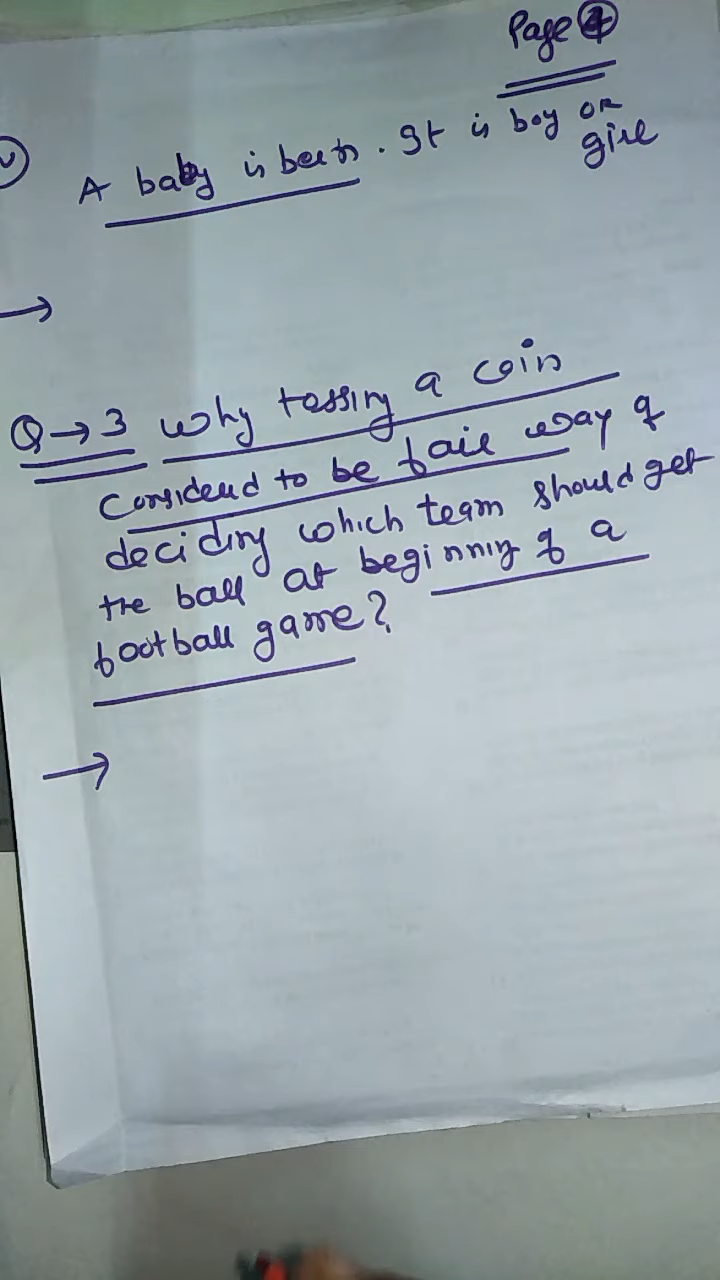 Page 4
A baby is born. It is boy or
girl
→
Q → 3 Why tossing a coin
considered to be fair way of
deciding which team should get
the ball at beginning of a
football game?
→